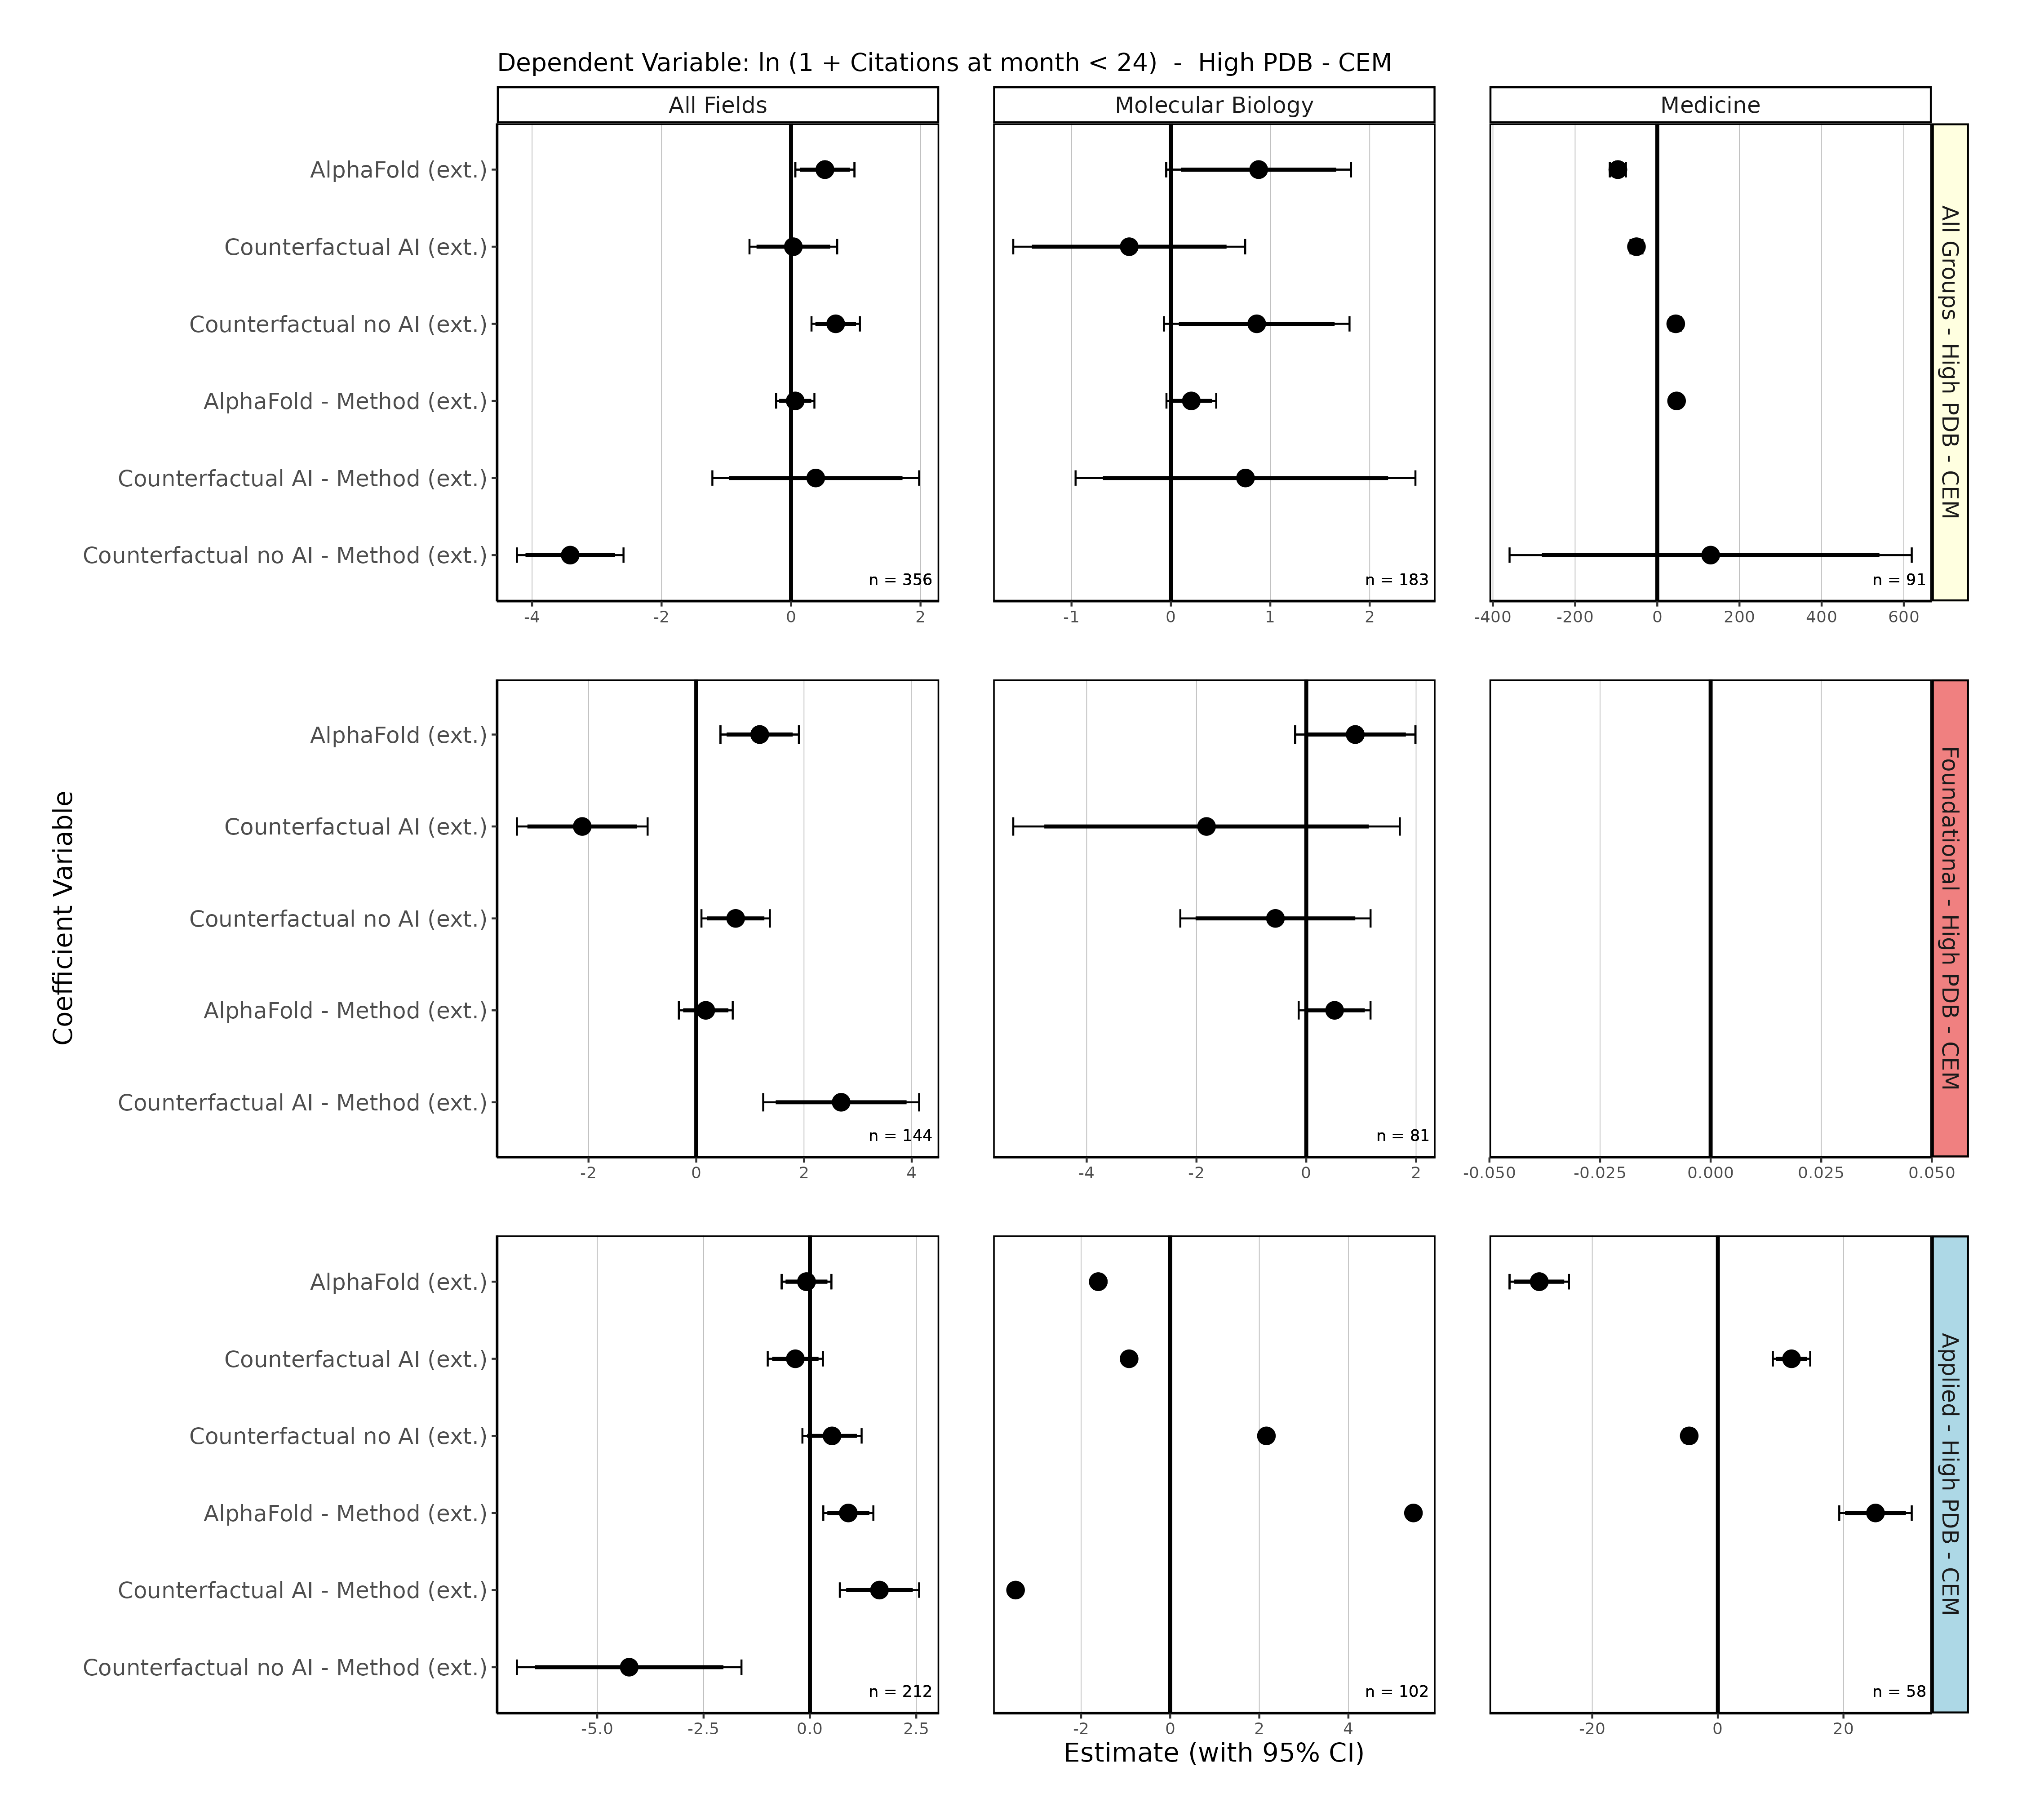 Dependent Variable: ln (1 + Citations at month < 24)  -  High PDB - CEM
All Fields
Molecular Biology
Medicine
AlphaFold (ext.)
Counterfactual AI (ext.)
Counterfactual no AI (ext.)
AlphaFold - Method (ext.)
Counterfactual AI - Method (ext.)
Counterfactual no AI - Method (ext.)
n = 356
n = 183
n = 91
-4 -2 0 2
-1 0 1 2
-400 -200 0 200 400 600
All Groups - High PDB - CEM
Coefficient Variable
AlphaFold (ext.)
Counterfactual AI (ext.)
Counterfactual no AI (ext.)
AlphaFold - Method (ext.)
Counterfactual AI - Method (ext.)
n = 144
n = 81
-2 0 2 4
-4 -2 0 2
-0.050 -0.025 0.000 0.025 0.050
Foundational - High PDB - CEM
AlphaFold (ext.)
Counterfactual AI (ext.)
Counterfactual no AI (ext.)
AlphaFold - Method (ext.)
Counterfactual AI - Method (ext.)
Counterfactual no AI - Method (ext.)
n = 212
n = 102
n = 58
-5.0 -2.5 0.0 2.5
-2 0 2 4
-20 0 20
Applied - High PDB - CEM
Estimate (with 95% CI)